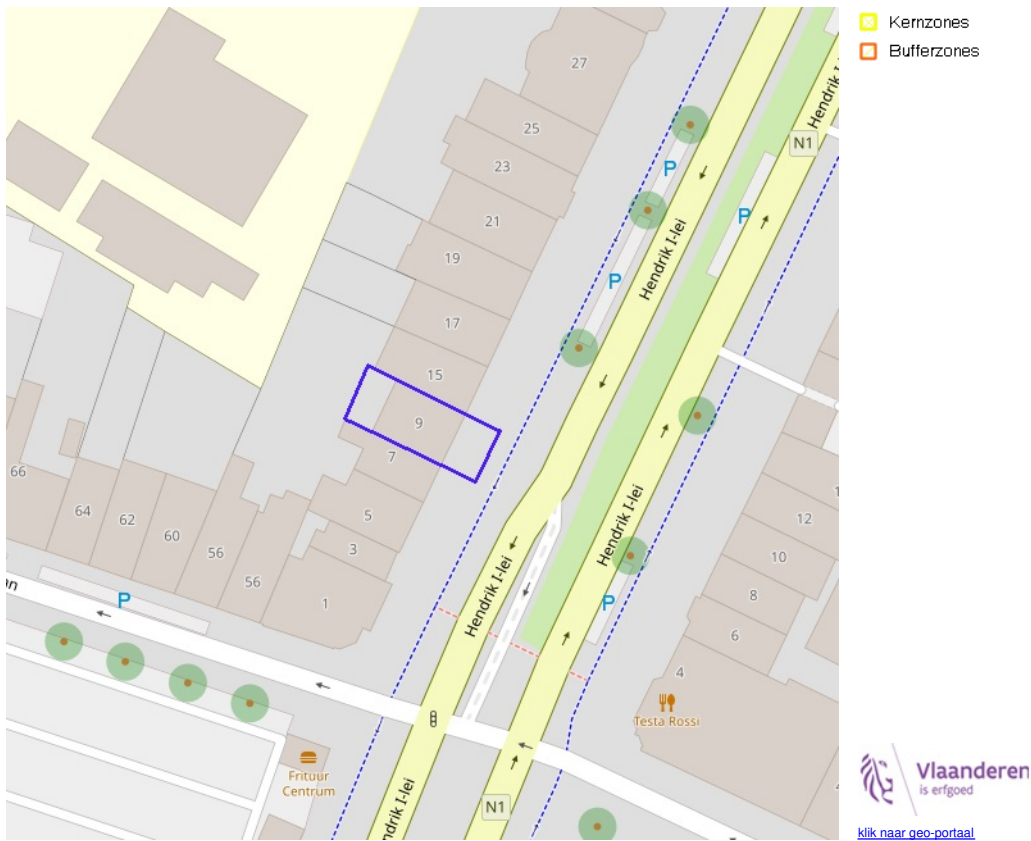 Kernzones
Bufferzones
27
25
23
21
19
17
15
9
7
5
3
1
66
64
62
60
56
56
P
P
P
P
P
N1
N1
Hendrik I-lei
Hendrik I-lei
Hendrik I-lei
Hendrik I-lei
12
10
8
6
4
Testa Rossi
Frituur
Centrum
Vlaanderen
is erfgoed
klik naar geo-portaal